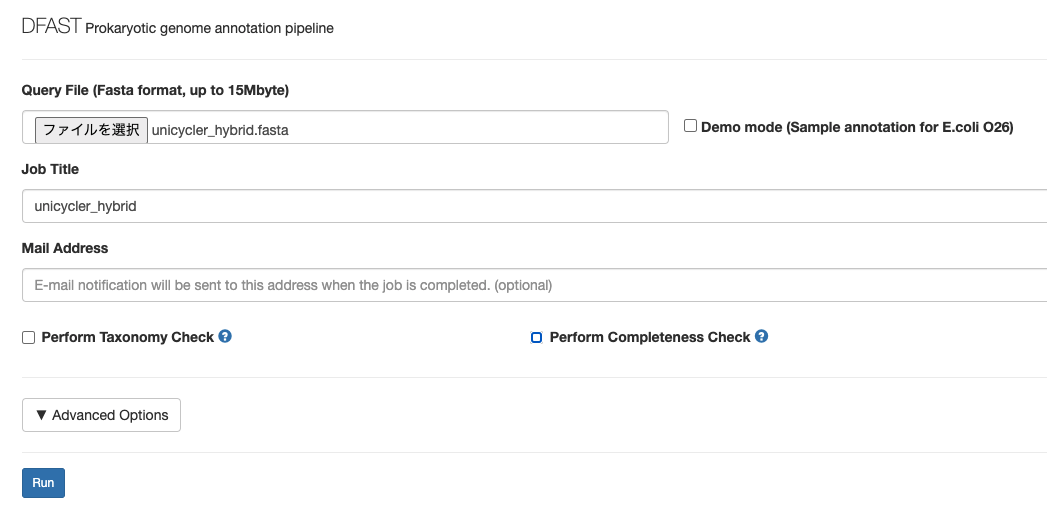 DFAST Prokaryotic genome annotation pipeline
Query File (Fasta format, up to 15Mbyte)
ファイルを選択 unicycler_hybrid.fasta
Demo mode (Sample annotation for E.coli O26)
Job Title
unicycler_hybrid
Mail Address
E-mail notification will be sent to this address when the job is completed. (optional)
Perform Taxonomy Check ?
Perform Completeness Check ?
▼ Advanced Options
Run